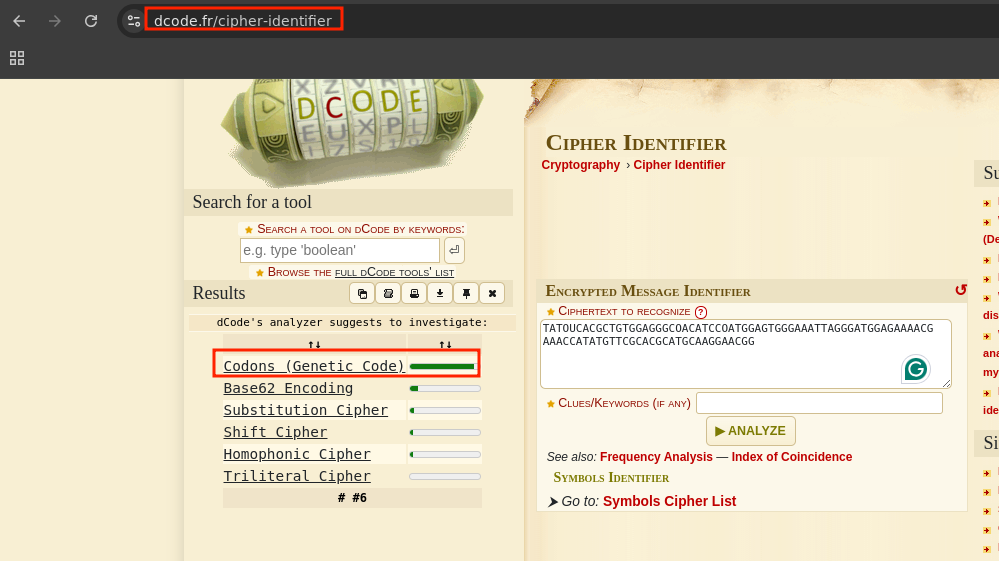 dcode.fr/cipher-identifier
DCODE
Search for a tool
Search a tool on dCode by keywords:
e.g. type 'boolean'
Browse the full dCode tools' list
Results
dCode's analyzer suggests to investigate:
↑↓ ↑↓
Codons (Genetic Code)
Base62 Encoding
Substitution Cipher
Shift Cipher
Homophonic Cipher
Triliteral Cipher
# #6
Cipher Identifier
Cryptography › Cipher Identifier
Encrypted Message Identifier
Ciphertext to recognize ?
TATOUCACGCTGTGGAGGGCOACATCCOATGGAGTGGGAAATTAGGGATGGAGAAAACG
AAACCATATGTTCGCACGCATGCAAGGAACGG
Clues/Keywords (if any)
▶ ANALYZE
See also: Frequency Analysis — Index of Coincidence
Symbols Identifier
➤ Go to: Symbols Cipher List
Su
(De
dis
ana
my
ide
Si